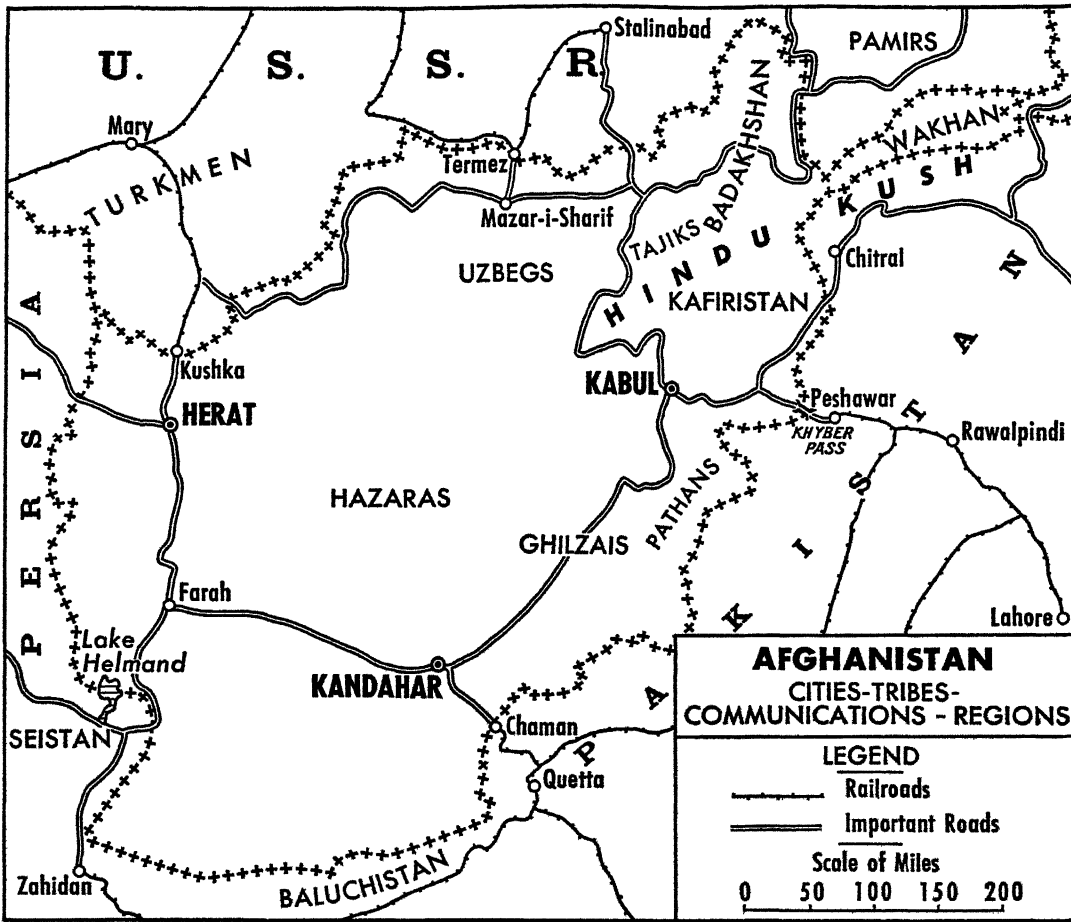 U. S. S. R.
Stalinabad
PAMIRS
Mary
TURKMEN
Termez
BADAKHSHAN
WAKHAN
Mazar-i-Sharif
TAJIKS
HINDU KUSH
UZBEGS
KAFIRISTAN
Chitral
Kushka
HERAT
KABUL
Peshawar
KHYBER
PASS
Rawalpindi
PERSIA
HAZARAS
GHILZAIS
PATHANS
PAKISTAN
Farah
Lahore
Lake
Helmand
KANDAHAR
SEISTAN
Chaman
Quetta
Zahidan
BALUCHISTAN
AFGHANISTAN
CITIES-TRIBES-
COMMUNICATIONS - REGIONS
LEGEND
Railroads
Important Roads
Scale of Miles
0 50 100 150 200